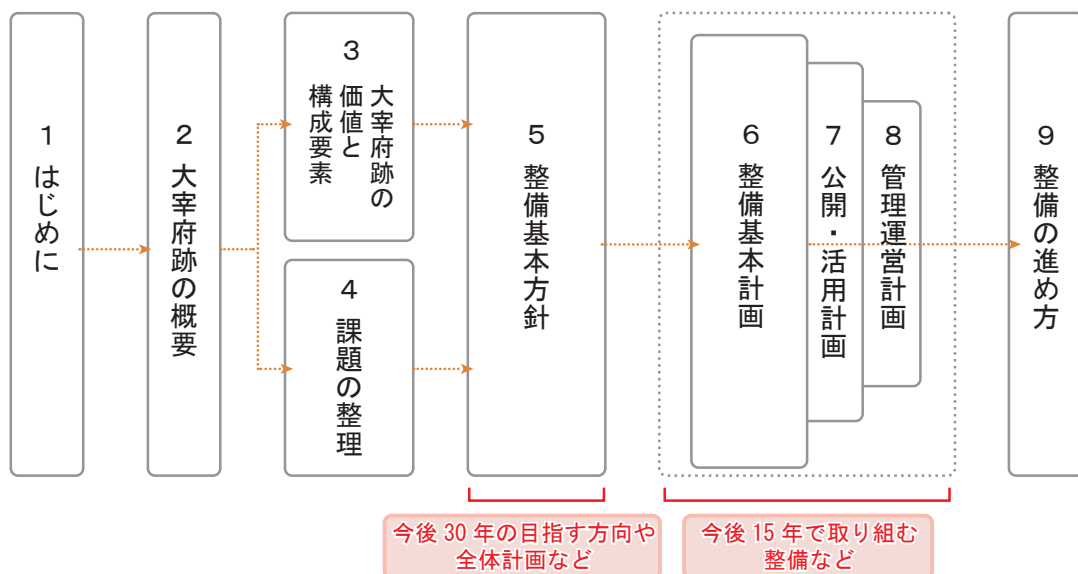 1 はじめに
2 大宰府跡の概要
3 大宰府跡の
価値と
構成要素
4 課題の整理
5 整備基本方針
6 整備基本計画
7 公開・活用計画
8 管理運営計画
9 整備の進め方
今後 30 年の目指す方向や
全体計画など
今後 15 年で取り組む
整備など